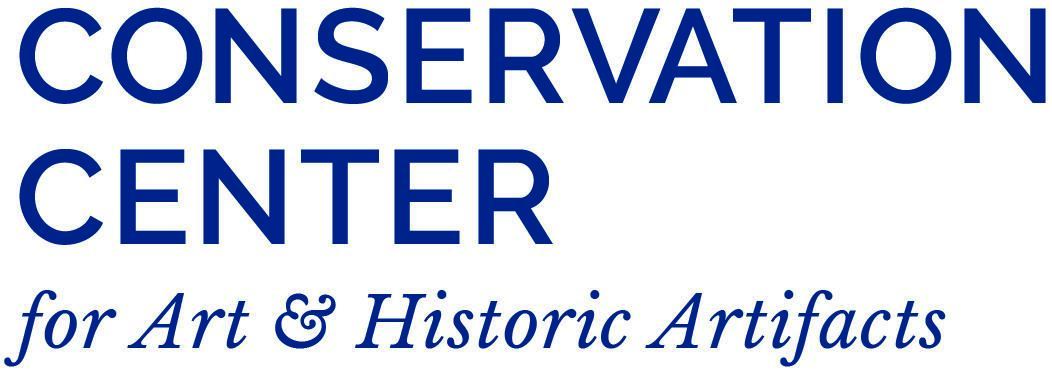 CONSERVATION
CENTER
for Art & Historic Artifacts